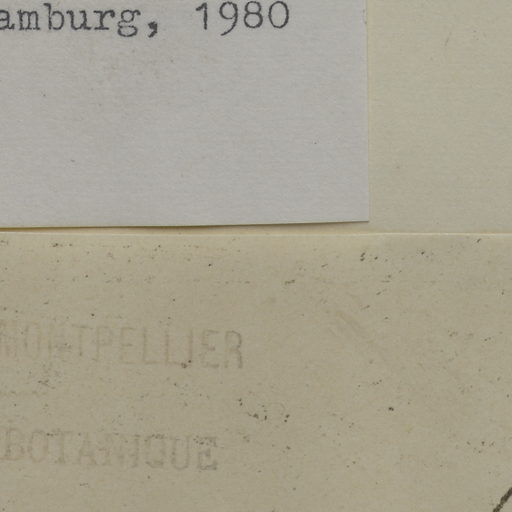 amburg, 1980
MONTPELLIER
BOTANIQUE